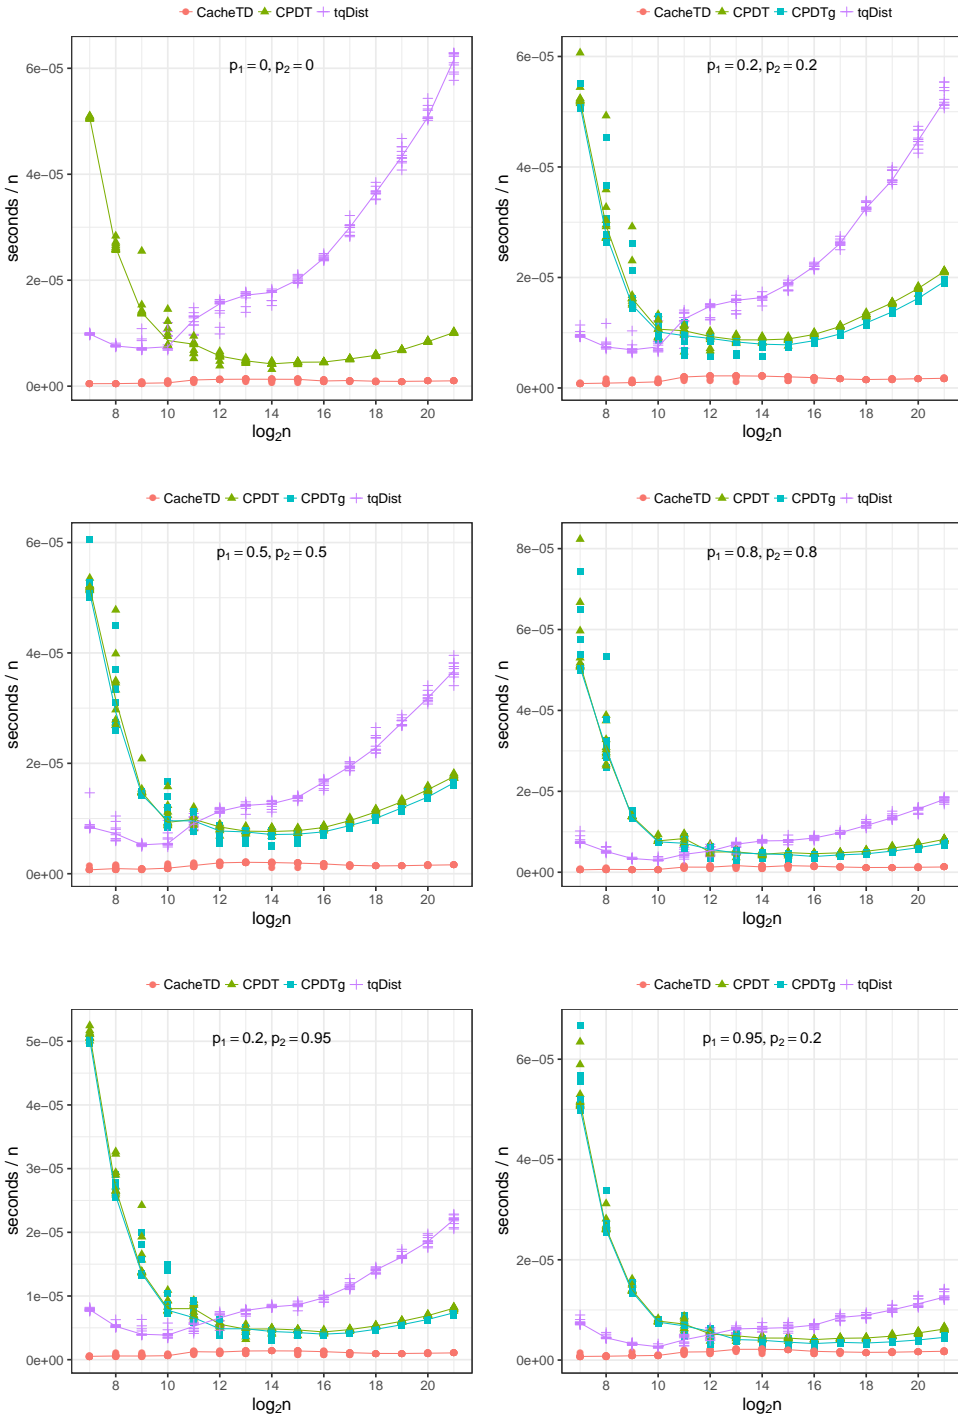 CacheTD CPDT tqDist
p1 = 0, p2 = 0
6e−05
4e−05
2e−05
0e+00
seconds / n
8 10 12 14 16 18 20
log2n
CacheTD CPDT CPDTg tqDist
p1 = 0.2, p2 = 0.2
6e−05
4e−05
2e−05
0e+00
seconds / n
8 10 12 14 16 18 20
log2n
CacheTD CPDT CPDTg tqDist
p1 = 0.5, p2 = 0.5
6e−05
4e−05
2e−05
0e+00
seconds / n
8 10 12 14 16 18 20
log2n
CacheTD CPDT CPDTg tqDist
p1 = 0.8, p2 = 0.8
8e−05
6e−05
4e−05
2e−05
0e+00
seconds / n
8 10 12 14 16 18 20
log2n
CacheTD CPDT CPDTg tqDist
p1 = 0.2, p2 = 0.95
5e−05
4e−05
3e−05
2e−05
1e−05
0e+00
seconds / n
8 10 12 14 16 18 20
log2n
CacheTD CPDT CPDTg tqDist
p1 = 0.95, p2 = 0.2
6e−05
4e−05
2e−05
0e+00
seconds / n
8 10 12 14 16 18 20
log2n